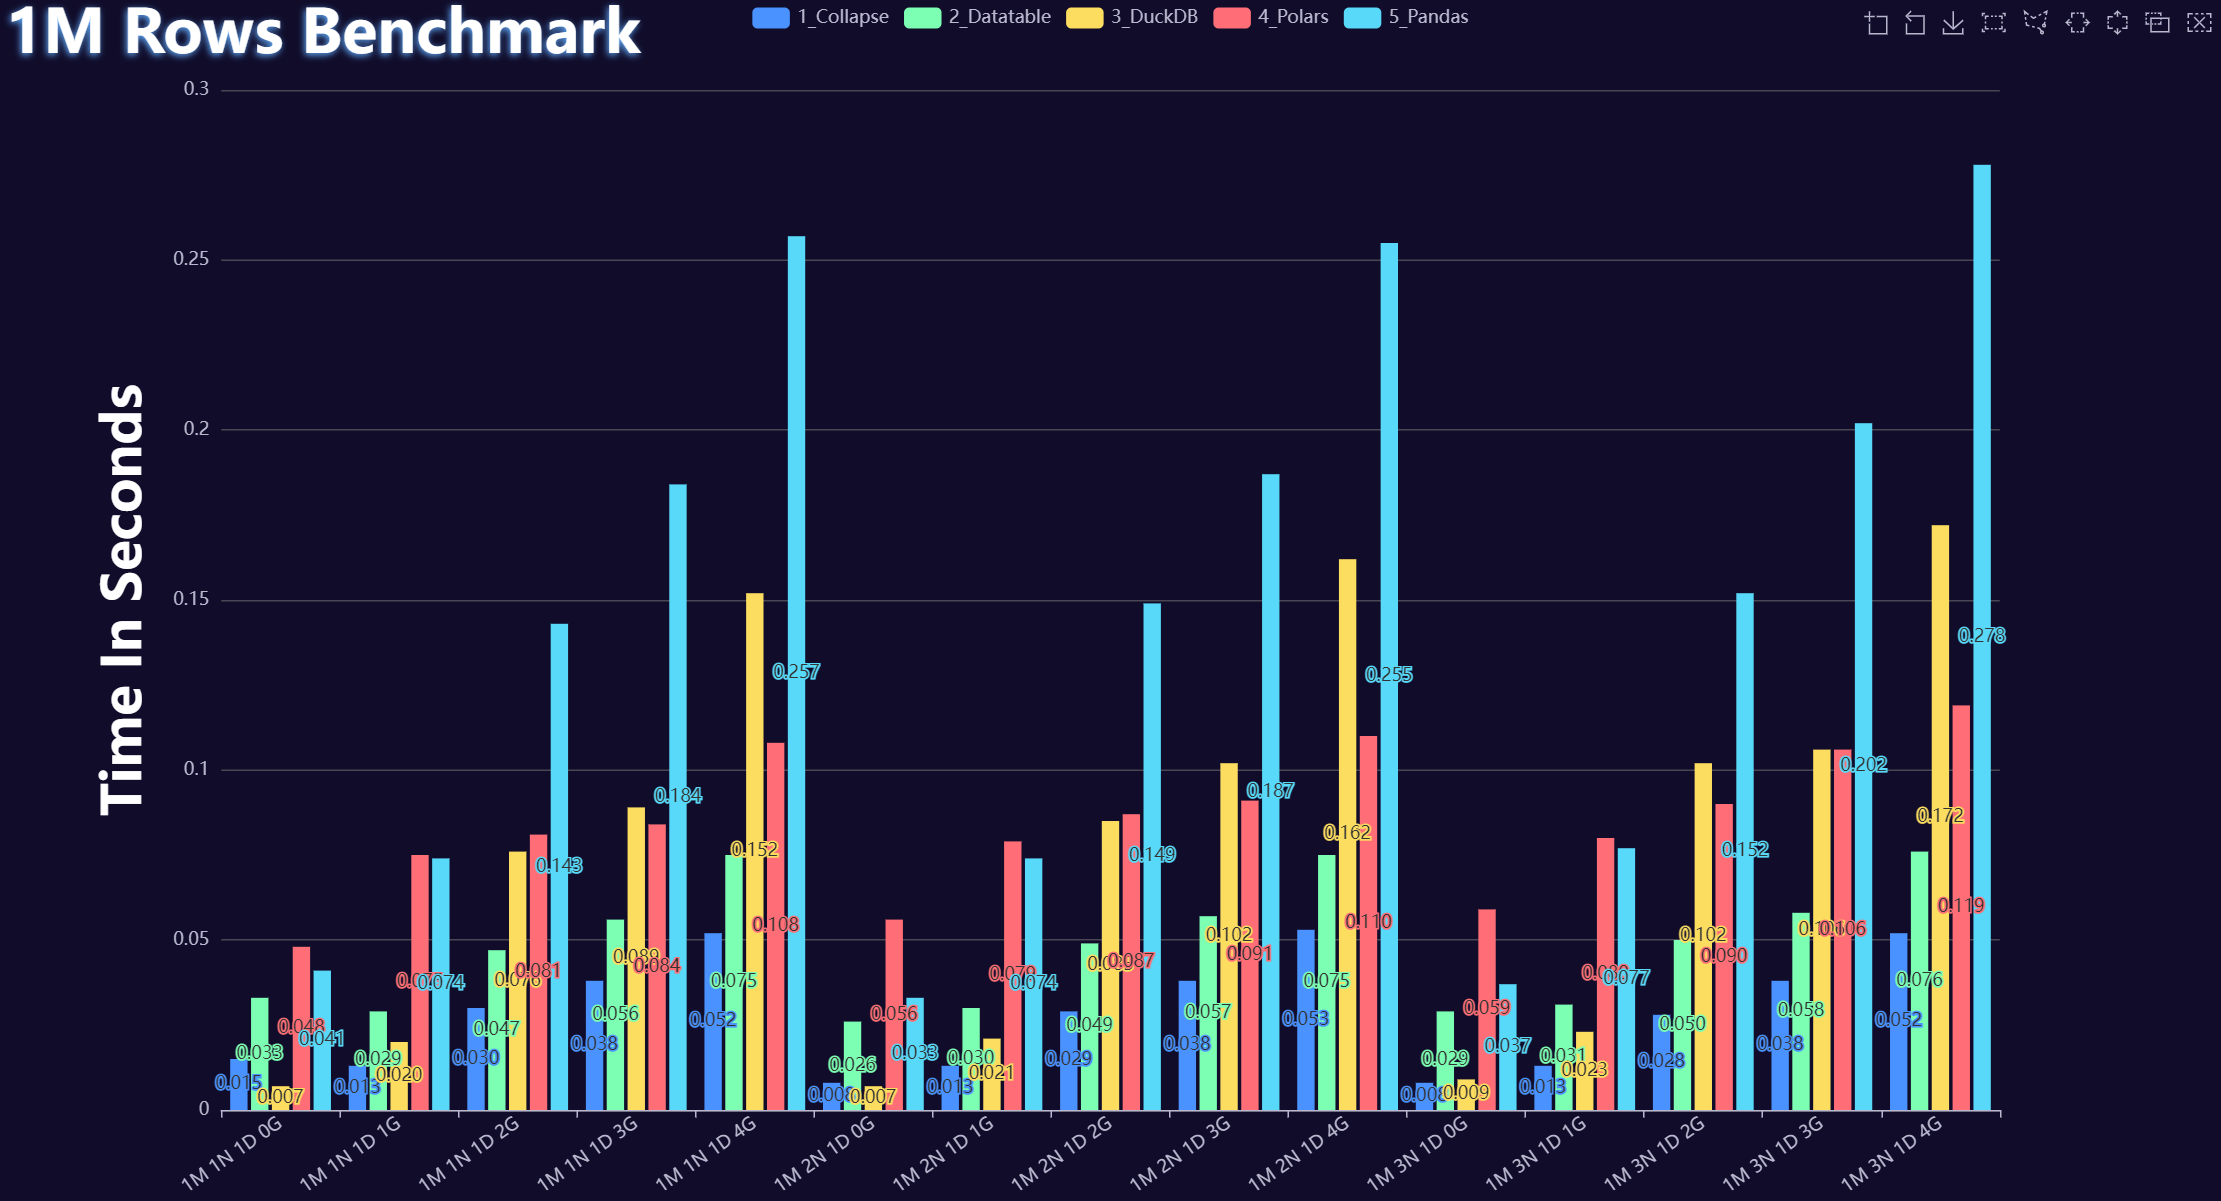 1M Rows Benchmark
1_Collapse 2_Datatable 3_DuckDB 4_Polars 5_Pandas
Time In Seconds
0.3
0.25
0.2
0.15
0.1
0.05
0
0.015 0.033 0.007 0.048 0.041
0.013 0.029 0.020 0.074
0.030 0.047 0.076 0.081 0.143
0.038 0.056 0.089 0.084 0.184
0.052 0.075 0.152 0.108 0.257
0.008 0.026 0.007 0.056 0.033
0.013 0.030 0.021 0.079 0.074
0.029 0.049 0.087 0.149
0.038 0.057 0.102 0.091 0.187
0.053 0.075 0.162 0.110 0.255
0.008 0.029 0.009 0.059 0.037
0.013 0.031 0.023 0.077
0.028 0.050 0.102 0.090 0.152
0.038 0.058 0.106 0.202
0.052 0.076 0.172 0.119 0.278
1M 1N 1D 0G
1M 1N 1D 1G
1M 1N 1D 2G
1M 1N 1D 3G
1M 1N 1D 4G
1M 2N 1D 0G
1M 2N 1D 1G
1M 2N 1D 2G
1M 2N 1D 3G
1M 2N 1D 4G
1M 3N 1D 0G
1M 3N 1D 1G
1M 3N 1D 2G
1M 3N 1D 3G
1M 3N 1D 4G